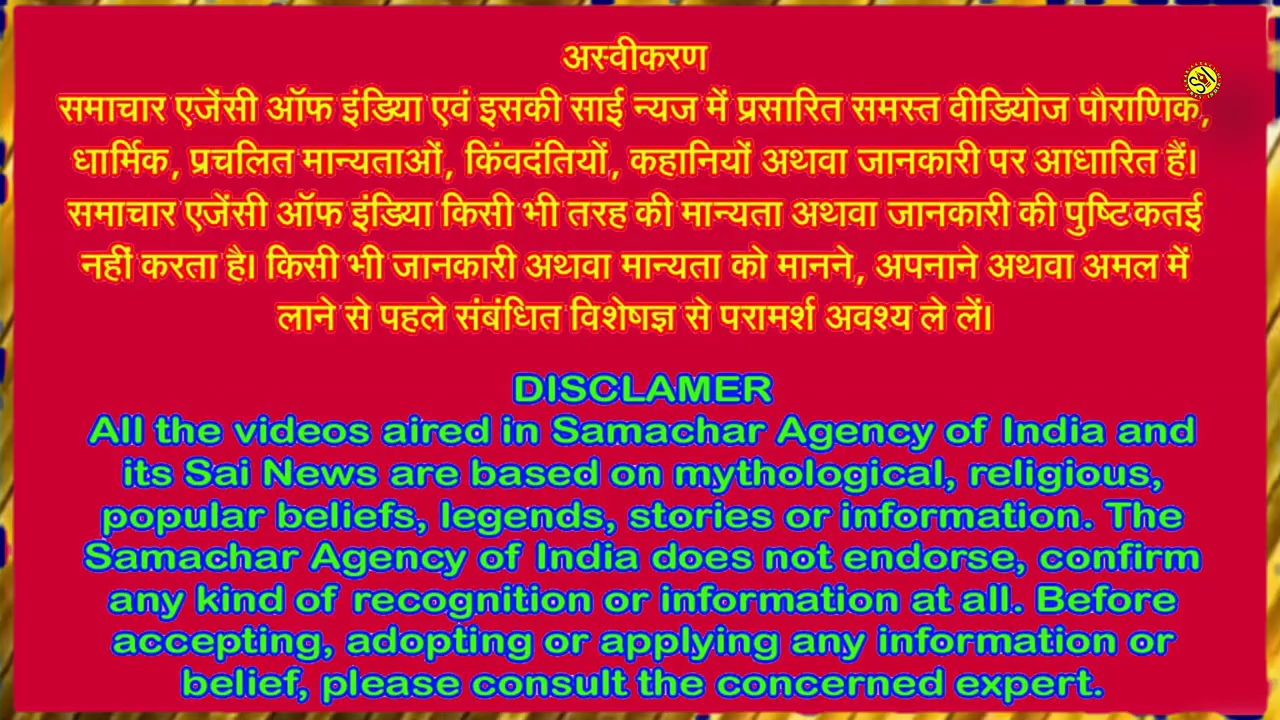 अस्वीकरण
समाचार एजेंसी ऑफ इंडिया एवं इसकी साई न्यज में प्रसारित समस्त वीडियोज पौराणिक,
धार्मिक, प्रचलित मान्यताओं, किंवदंतियों, कहानियों अथवा जानकारी पर आधारित हैं।
समाचार एजेंसी ऑफ इंडिया किसी भी तरह की मान्यता अथवा जानकारी की पुष्टि कतई
नहीं करता है। किसी भी जानकारी अथवा मान्यता को मानने, अपनाने अथवा अमल में
लाने से पहले संबंधित विशेषज्ञ से परामर्श अवश्य ले लें।
DISCLAMER
All the videos aired in Samachar Agency of India and
its Sai News are based on mythological, religious,
popular beliefs, legends, stories or information. The
Samachar Agency of India does not endorse, confirm
any kind of recognition or information at all. Before
accepting, adopting or applying any information or
belief, please consult the concerned expert.